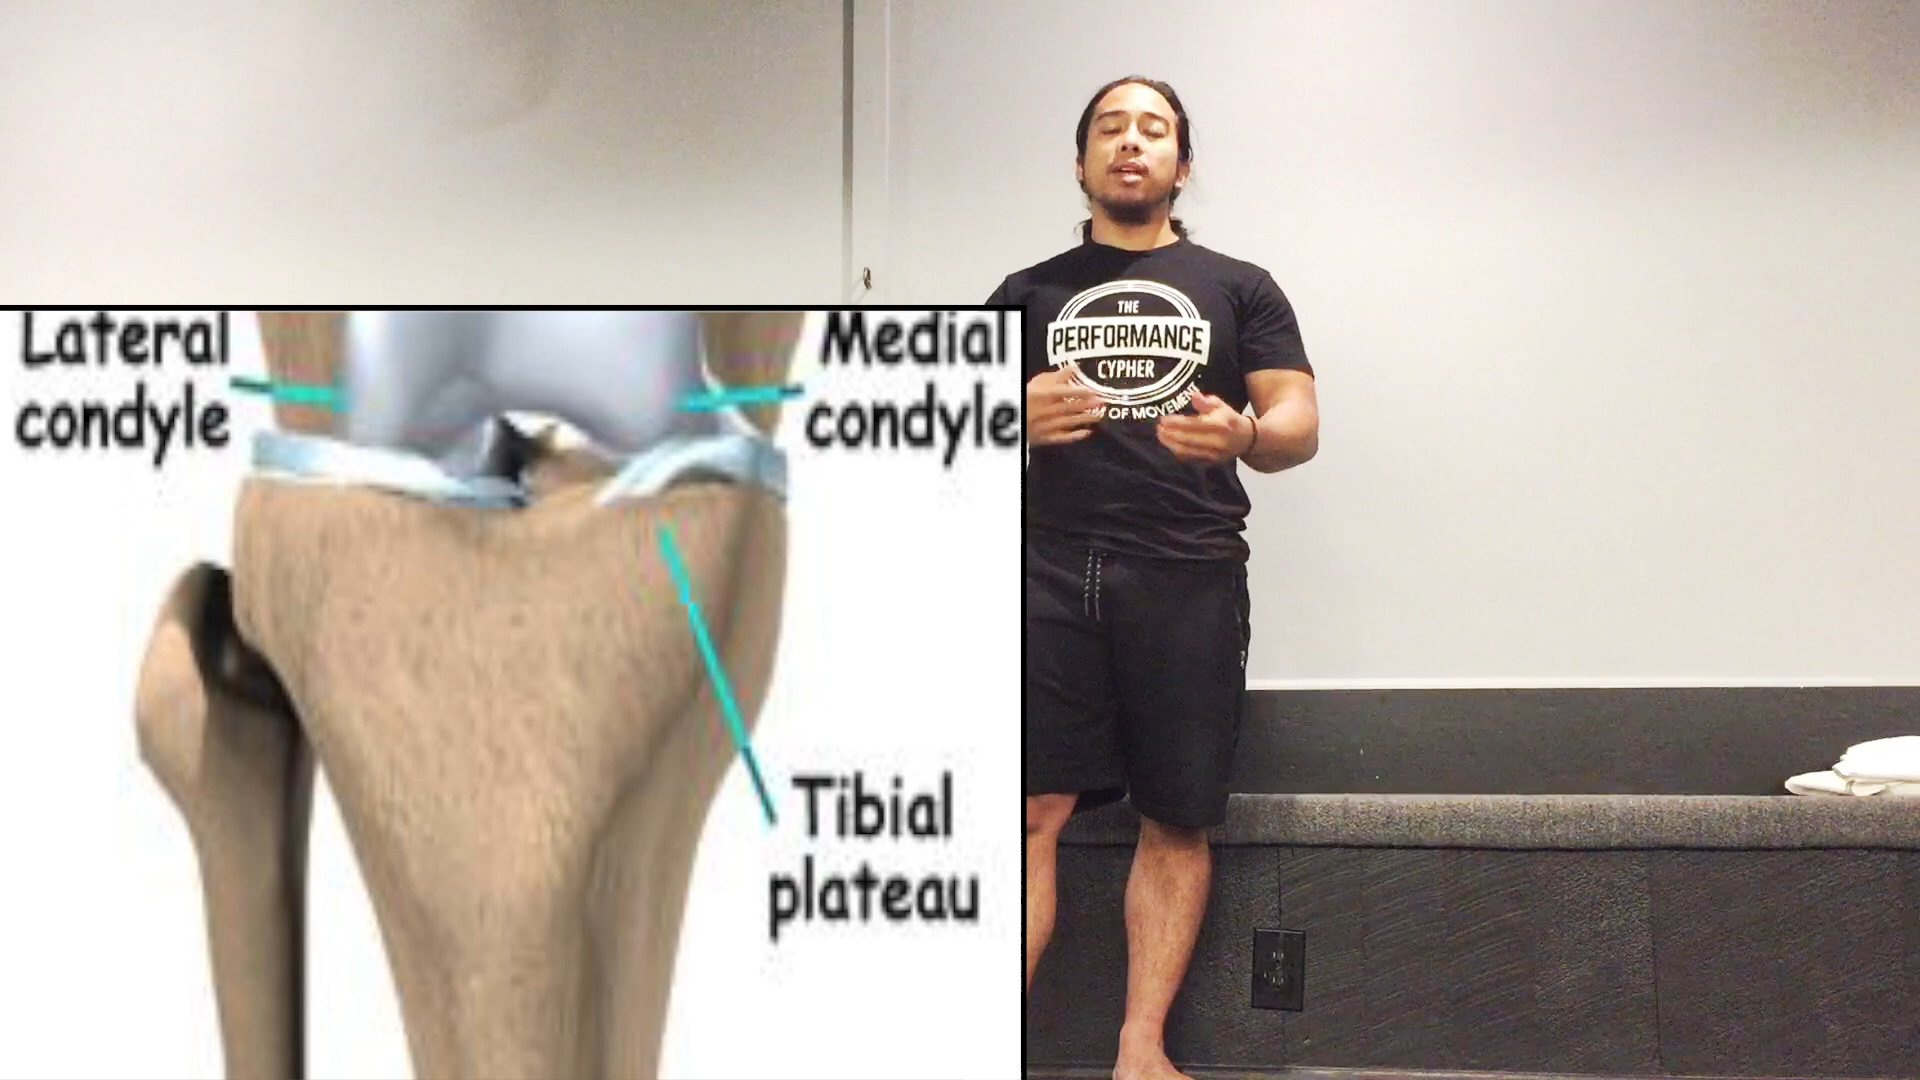 Lateral
condyle
Medial
condyle
Tibial
plateau
THE
PERFORMANCE
CYPHER
M OF MOVEMENT